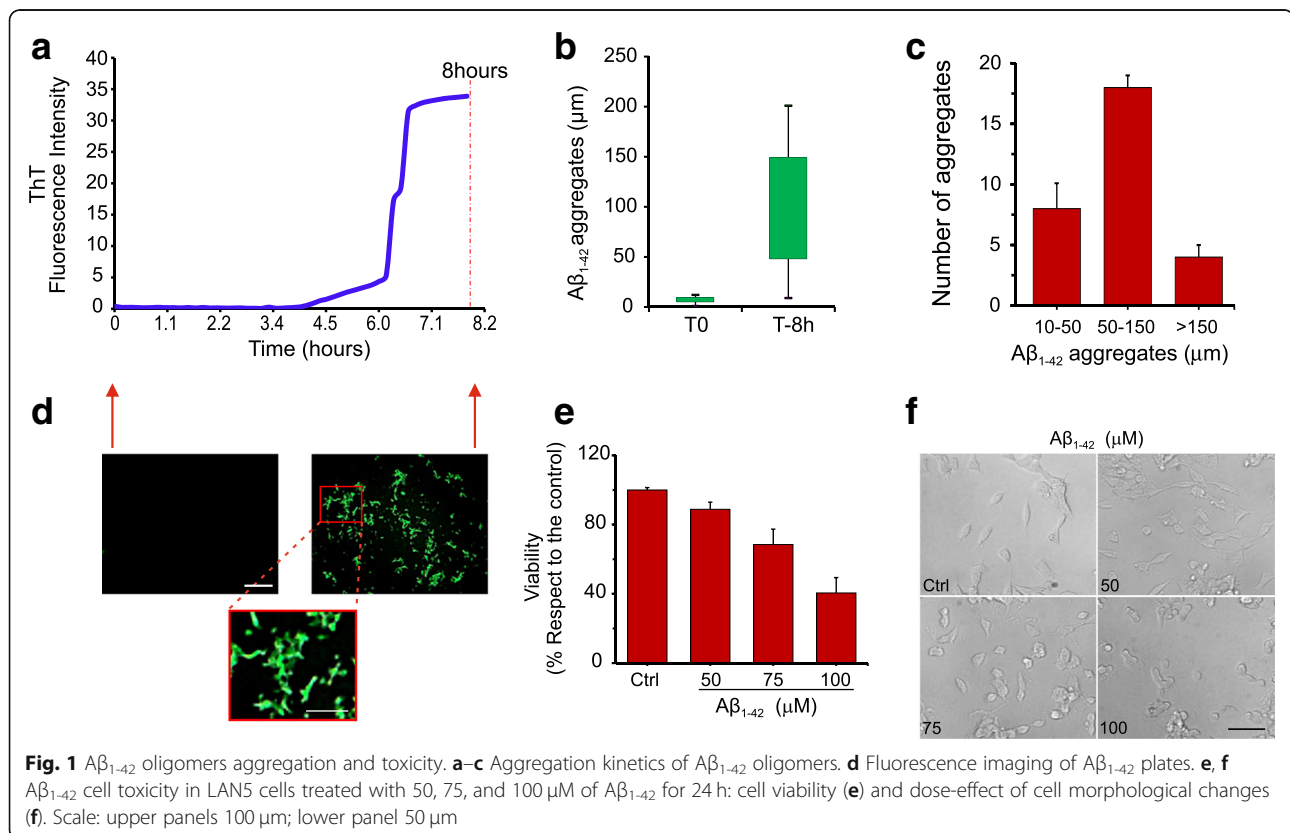 a
40
35
30
25
20
15
10
5
0
ThT
Fluorescence Intensity
8hours
0 1.1 2.2 3.4 4.5 6.0 7.1 8.2
Time (hours)
b
250
200
150
100
50
0
Aβ1-42 aggregates (µm)
T0 T-8h
c
20
15
10
5
0
Number of aggregates
10-50 50-150 >150
Aβ1-42 aggregates (µm)
d
e
120
80
40
0
Viability
(% Respect to the control)
Ctrl 50 75 100
Aβ1-42 (µM)
f
Aβ1-42 (µM)
Ctrl 50
75 100
Fig. 1 Aβ1-42 oligomers aggregation and toxicity. a–c Aggregation kinetics of Aβ1-42 oligomers. d Fluorescence imaging of Aβ1-42 plates. e, f
Aβ1-42 cell toxicity in LAN5 cells treated with 50, 75, and 100 µM of Aβ1-42 for 24 h: cell viability (e) and dose-effect of cell morphological changes
(f). Scale: upper panels 100 µm; lower panel 50 µm